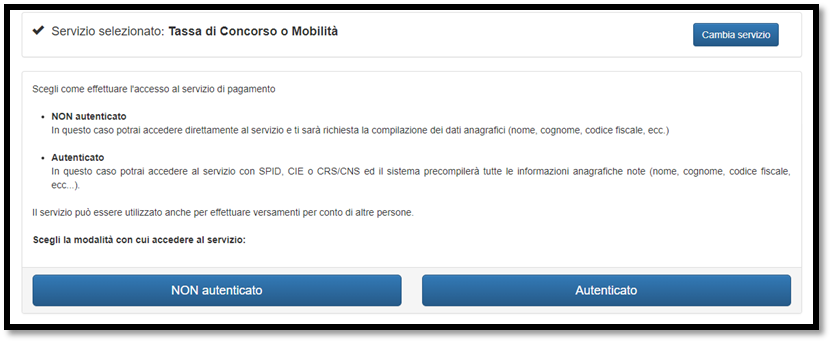 ✔ Servizio selezionato: Tassa di Concorso o Mobilità
Cambia servizio
Scegli come effettuare l'accesso al servizio di pagamento
• NON autenticato
In questo caso potrai accedere direttamente al servizio e ti sarà richiesta la compilazione dei dati anagrafici (nome, cognome, codice fiscale, ecc.)
• Autenticato
In questo caso potrai accedere al servizio con SPID, CIE o CRS/CNS ed il sistema precompilerà tutte le informazioni anagrafiche note (nome, cognome, codice fiscale,
ecc...).
Il servizio può essere utilizzato anche per effettuare versamenti per conto di altre persone.
Scegli la modalità con cui accedere al servizio:
NON autenticato
Autenticato